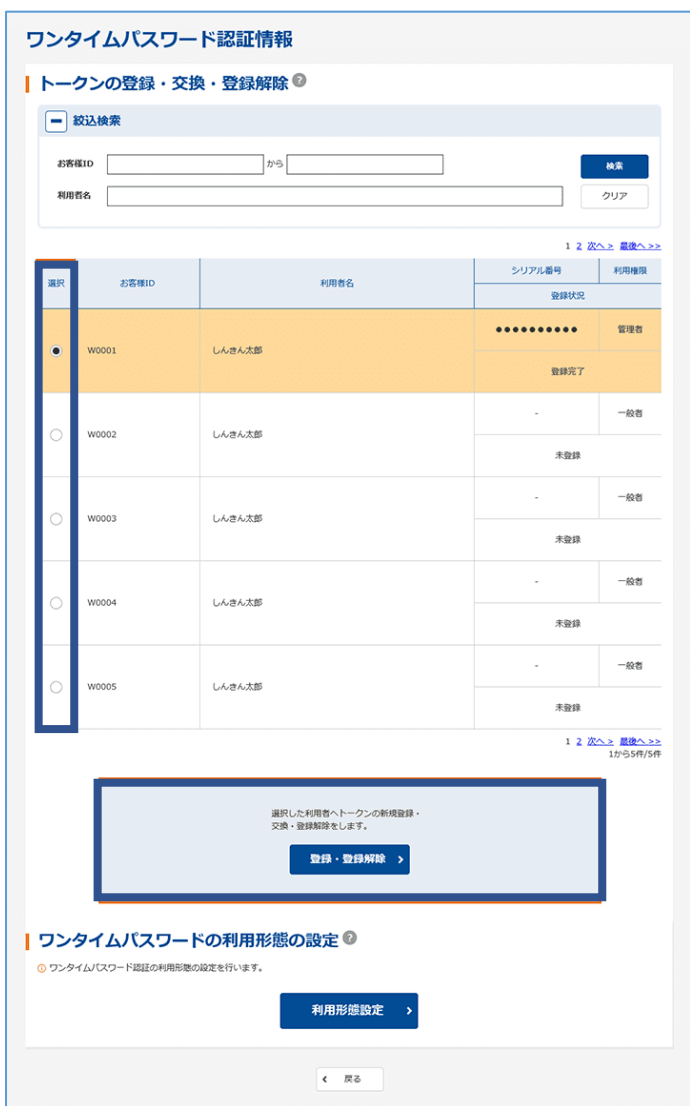 ワンタイムパスワード認証情報
トークンの登録・交換・登録解除 ?
絞込検索
お客様ID から 検索
利用者名 クリア
1 2 次へ > 最後へ >>
選択 お客様ID 利用者名 シリアル番号 利用権限
登録状況
W0001 しんきん太郎 ●●●●●●●●●● 管理者
登録完了
W0002 しんきん太郎 - 一般者
未登録
W0003 しんきん太郎 - 一般者
未登録
W0004 しんきん太郎 - 一般者
未登録
W0005 しんきん太郎 - 一般者
未登録
1 2 次へ > 最後へ >>
1から5件/5件
選択した利用者へトークンの新規登録・
交換・登録解除をします。
登録・登録解除 >
ワンタイムパスワードの利用形態の設定 ?
ワンタイムパスワード認証の利用形態の設定を行います。
利用形態設定 >
< 戻る